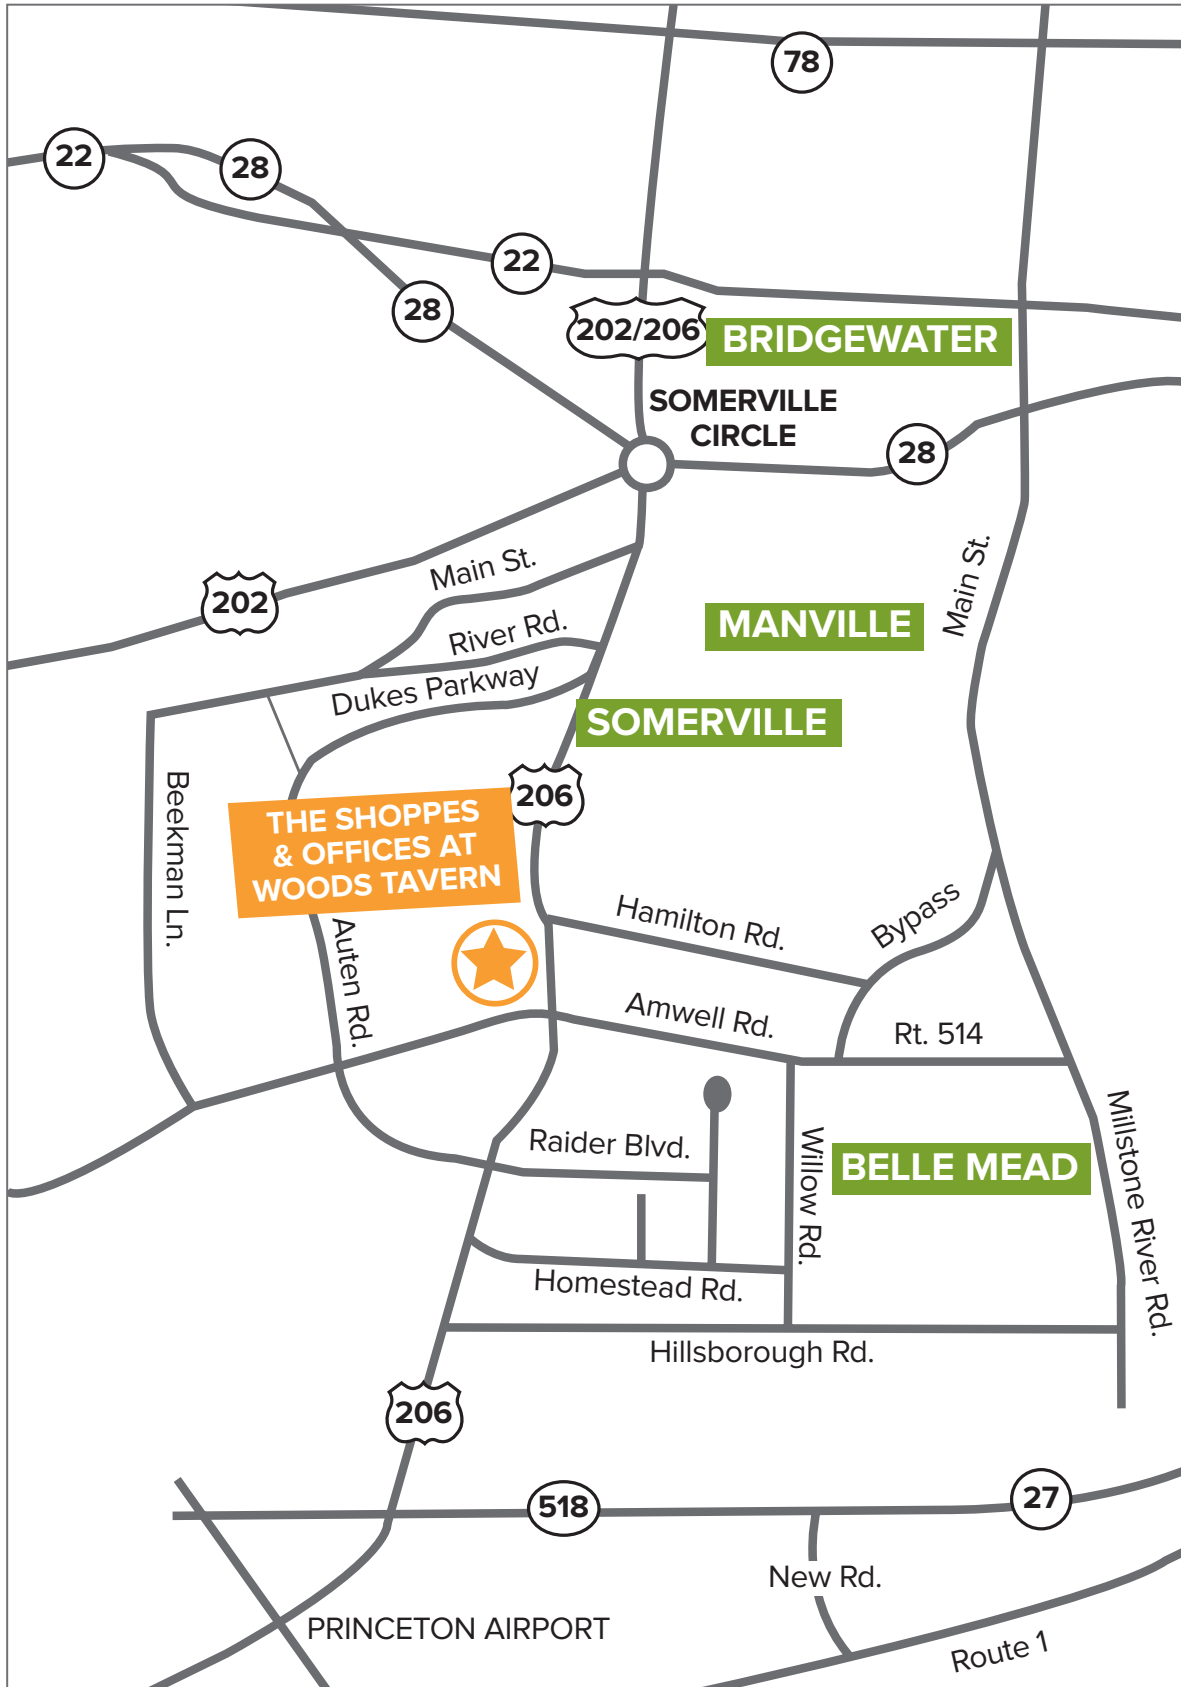 78
22
28
22
28
202/206
BRIDGEWATER
SOMERVILLE
CIRCLE
28
Main St.
Main St.
202
River Rd.
MANVILLE
Dukes Parkway
SOMERVILLE
Beekman Ln.
206
THE SHOPPES
& OFFICES AT
WOODS TAVERN
Hamilton Rd.
Bypass
Auten Rd.
Amwell Rd.
Rt. 514
Raider Blvd.
Willow Rd.
BELLE MEAD
Millstone River Rd.
Homestead Rd.
Hillsborough Rd.
206
518
27
New Rd.
PRINCETON AIRPORT
Route 1